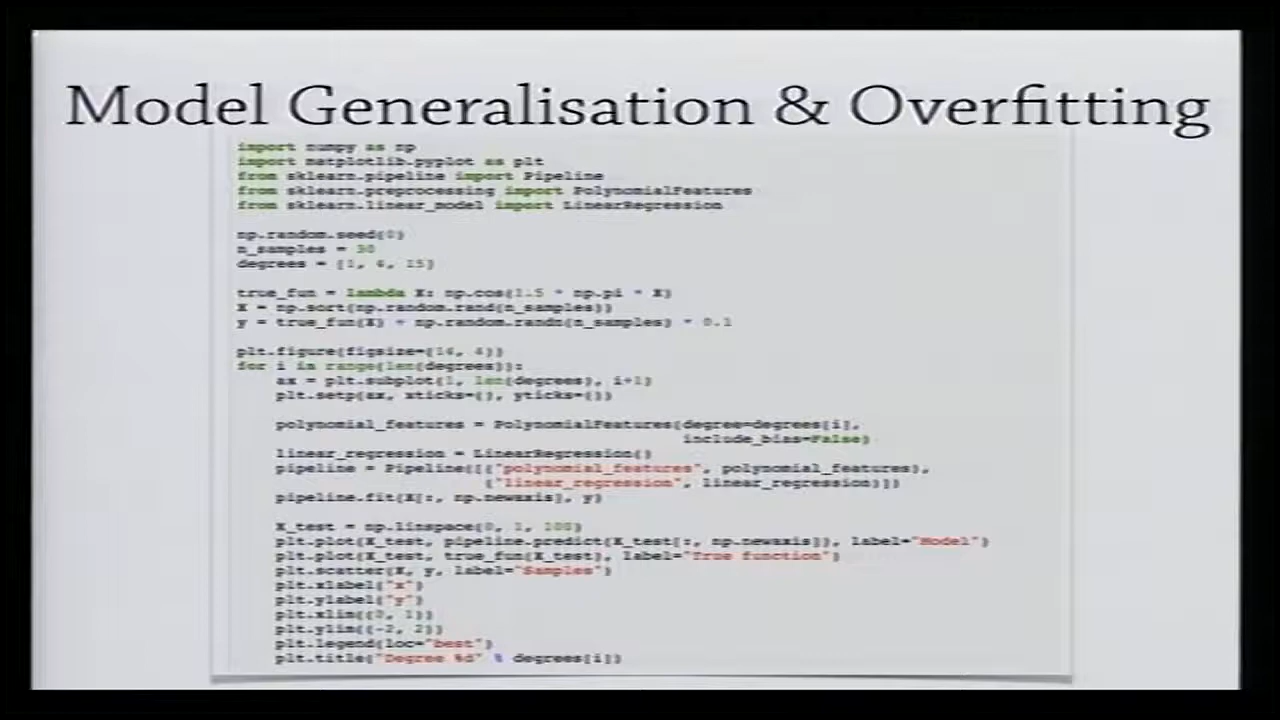 Model Generalisation & Overfitting
import numpy as np
import matplotlib.pyplot as plt
from sklearn.pipeline import Pipeline
from sklearn.preprocessing import PolynomialFeatures
from sklearn.linear_model import LinearRegression
np.random.seed(0)
n_samples = 30
degrees = [1, 4, 15]
true_fun = lambda X: np.cos(1.5 * np.pi * X)
X = np.sort(np.random.rand(n_samples))
y = true_fun(X) + np.random.randn(n_samples) * 0.1
plt.figure(figsize=(14, 4))
for i in range(len(degrees)):
ax = plt.subplot(1, len(degrees), i+1)
plt.setp(ax, xticks=(), yticks=())
polynomial_features = PolynomialFeatures(degree=degrees[i],
include_bias=False)
linear_regression = LinearRegression()
pipeline = Pipeline([("polynomial_features", polynomial_features),
("linear_regression", linear_regression)])
pipeline.fit(X[:, np.newaxis], y)
X_test = np.linspace(0, 1, 100)
plt.plot(X_test, pipeline.predict(X_test[:, np.newaxis]), label="Model")
plt.plot(X_test, true_fun(X_test), label="True function")
plt.scatter(X, y, label="Samples")
plt.xlabel("x")
plt.ylabel("y")
plt.xlim((0, 1))
plt.ylim((-2, 2))
plt.legend(loc="best")
plt.title("Degree %d" % degrees[i])